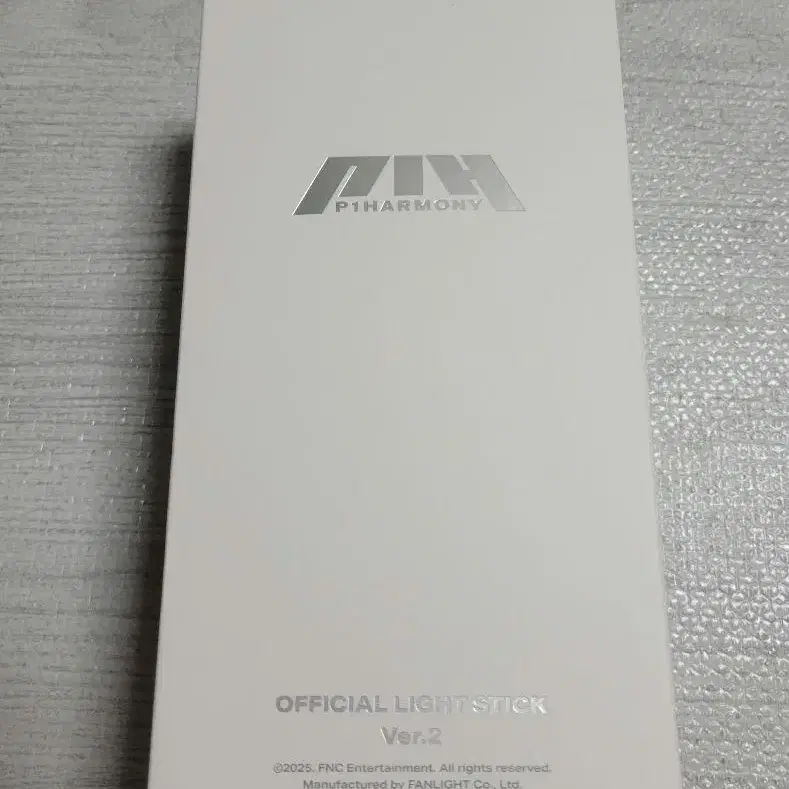 P1H
P1HARMONY
OFFICIAL LIGHT STICK
Ver.2
©2025. FNC Entertainment. All rights reserved.
Manufactured by FANLIGHT Co., Ltd.